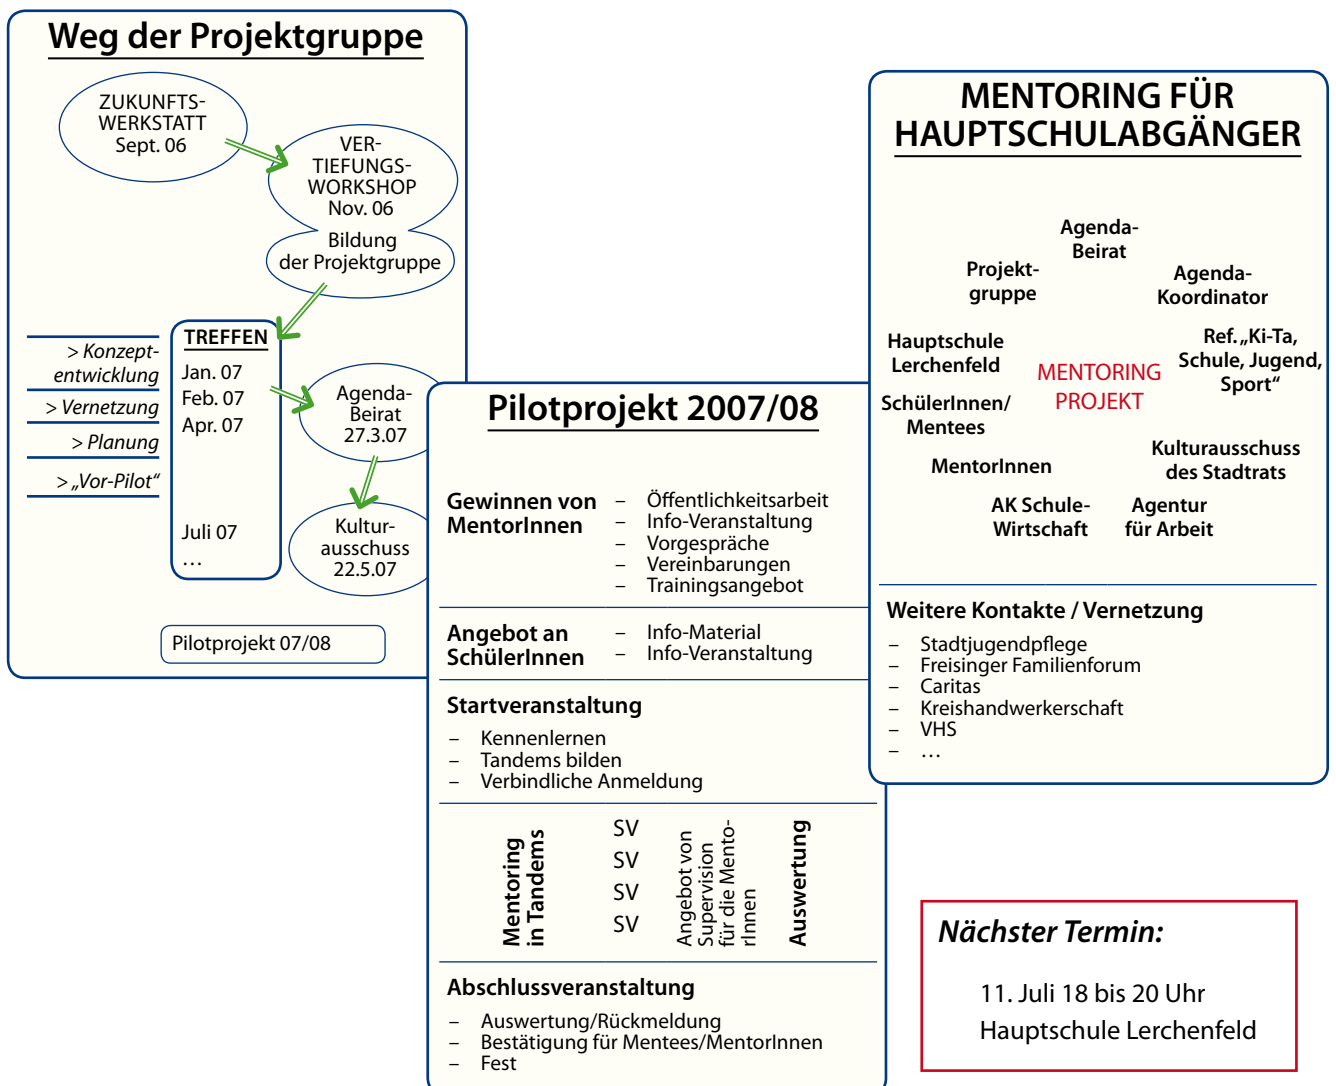 Weg der Projektgruppe
ZUKUNFTS-
WERKSTATT
Sept. 06
VER-
TIEFUNGS-
WORKSHOP
Nov. 06
Bildung
der Projektgruppe
> Konzept-
entwicklung
> Vernetzung
> Planung
> „Vor-Pilot“
TREFFEN
Jan. 07
Feb. 07
Apr. 07
Juli 07
…
Agenda-
Beirat
27.3.07
Kultur-
ausschuss
22.5.07
Pilotprojekt 07/08
Pilotprojekt 2007/08
Gewinnen von
MentorInnen
– Öffentlichkeitsarbeit
– Info-Veranstaltung
– Vorgespräche
– Vereinbarungen
– Trainingsangebot
Angebot an
SchülerInnen
– Info-Material
– Info-Veranstaltung
Startveranstaltung
– Kennenlernen
– Tandems bilden
– Verbindliche Anmeldung
Mentoring
in Tandems
SV
SV
SV
SV
Angebot von
Supervision
für die Mento-
rInnen
Auswertung
Abschlussveranstaltung
– Auswertung/Rückmeldung
– Bestätigung für Mentees/MentorInnen
– Fest
MENTORING FÜR
HAUPTSCHULABGÄNGER
Agenda-
Beirat
Projekt-
gruppe
Agenda-
Koordinator
Hauptschule
Lerchenfeld
Ref. „Ki-Ta,
Schule, Jugend,
Sport“
MENTORING
PROJEKT
SchülerInnen/
Mentees
MentorInnen
Kulturausschuss
des Stadtrats
AK Schule-
Wirtschaft
Agentur
für Arbeit
Weitere Kontakte / Vernetzung
– Stadtjugendpflege
– Freisinger Familienforum
– Caritas
– Kreishandwerkerschaft
– VHS
– …
Nächster Termin:
11. Juli 18 bis 20 Uhr
Hauptschule Lerchenfeld